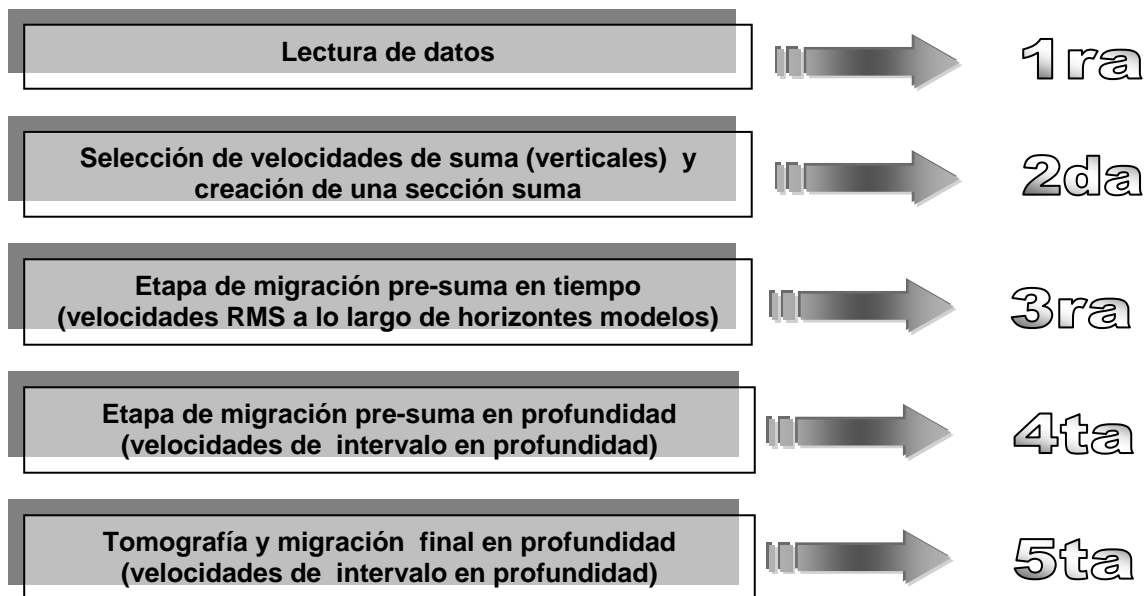 Lectura de datos
1ra
Selección de velocidades de suma (verticales) y
creación de una sección suma
2da
Etapa de migración pre-suma en tiempo
(velocidades RMS a lo largo de horizontes modelos)
3ra
Etapa de migración pre-suma en profundidad
(velocidades de intervalo en profundidad)
4ta
Tomografía y migración final en profundidad
(velocidades de intervalo en profundidad)
5ta